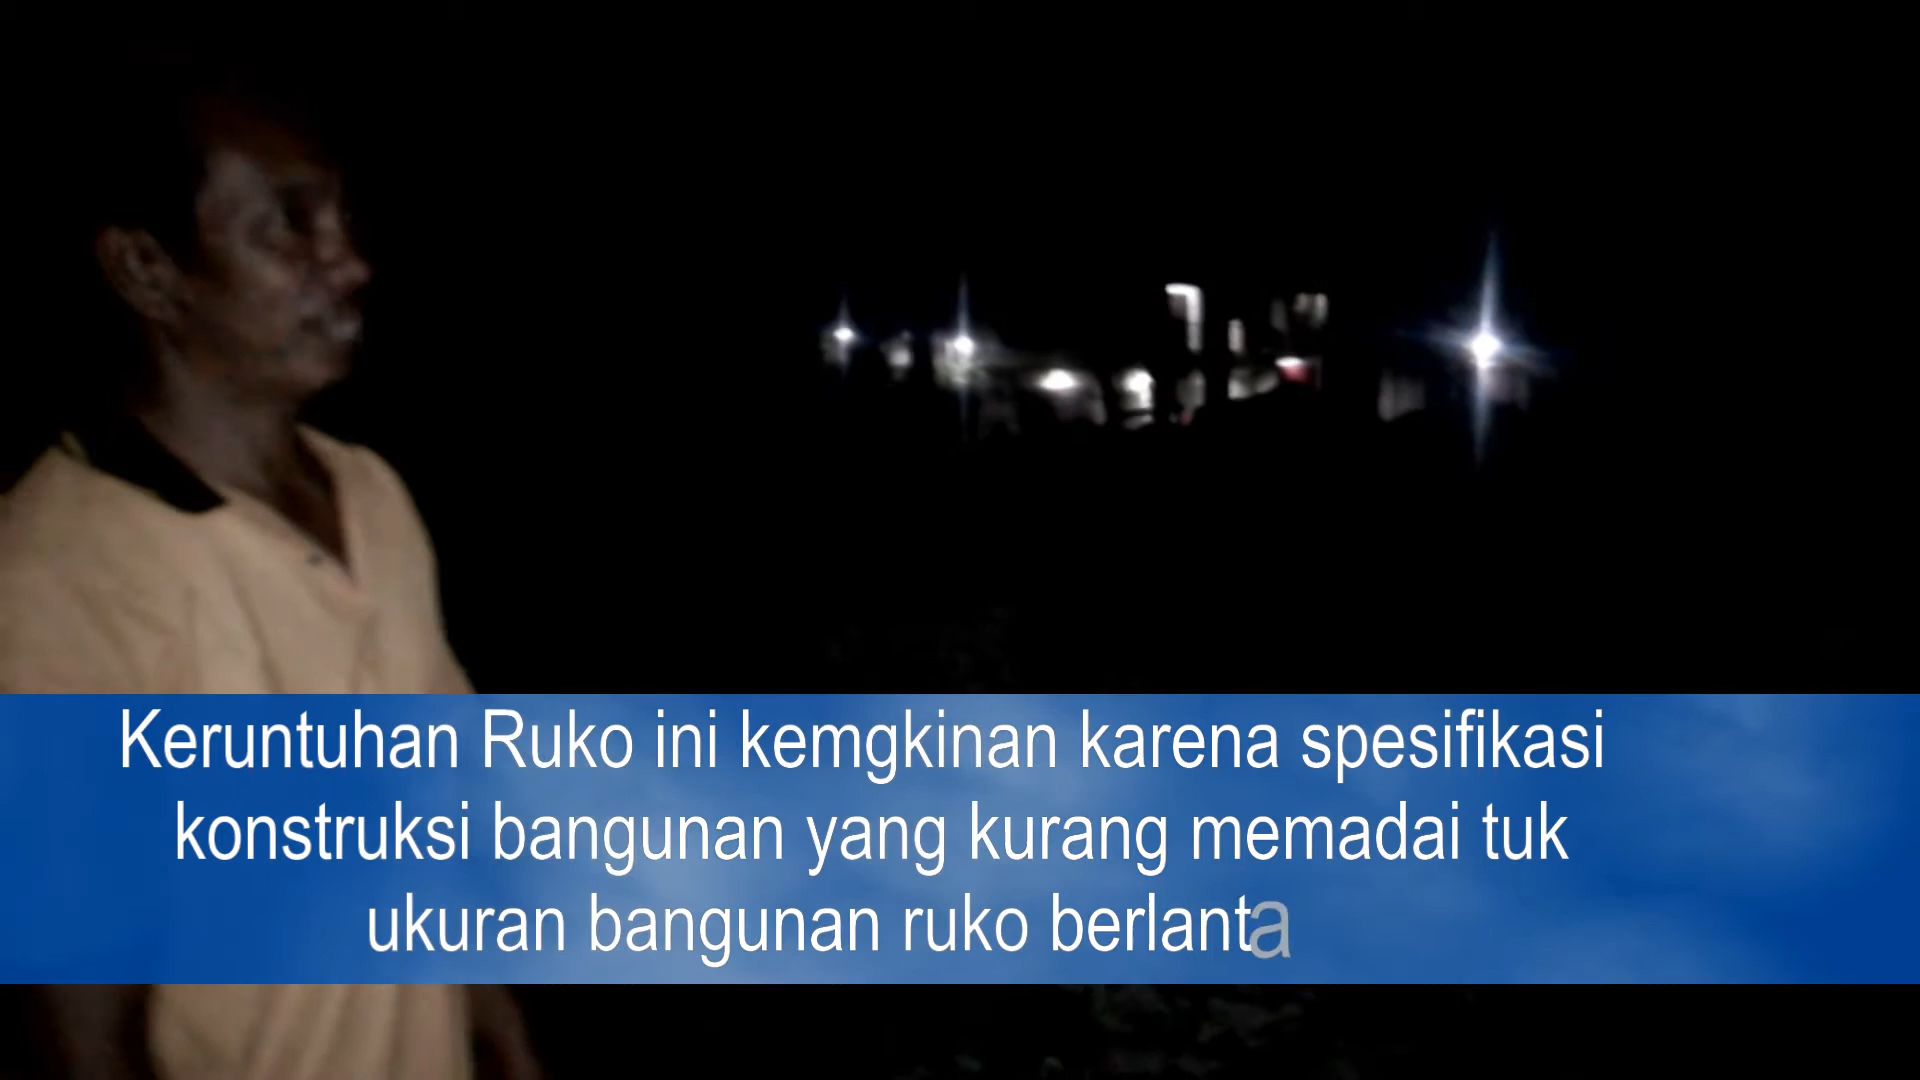 Keruntuhan Ruko ini kemgkinan karena spesifikasi
konstruksi bangunan yang kurang memadai tuk
ukuran bangunan ruko berlanta